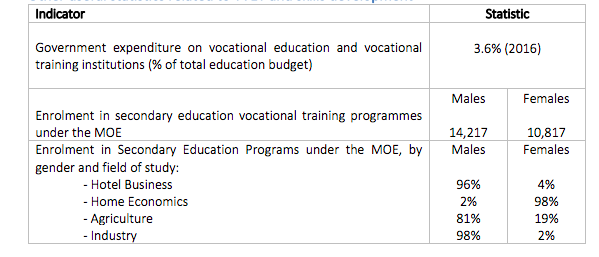 Indicator Statistic
Government expenditure on vocational education and vocational 3.6% (2016)
training institutions (% of total education budget)
Males Females
Enrolment in secondary education vocational training programmes
under the MOE 14,217 10,817
Enrolment in Secondary Education Programs under the MOE, by Males Females
gender and field of study:
- Hotel Business 96% 4%
- Home Economics 2% 98%
- Agriculture 81% 19%
- Industry 98% 2%